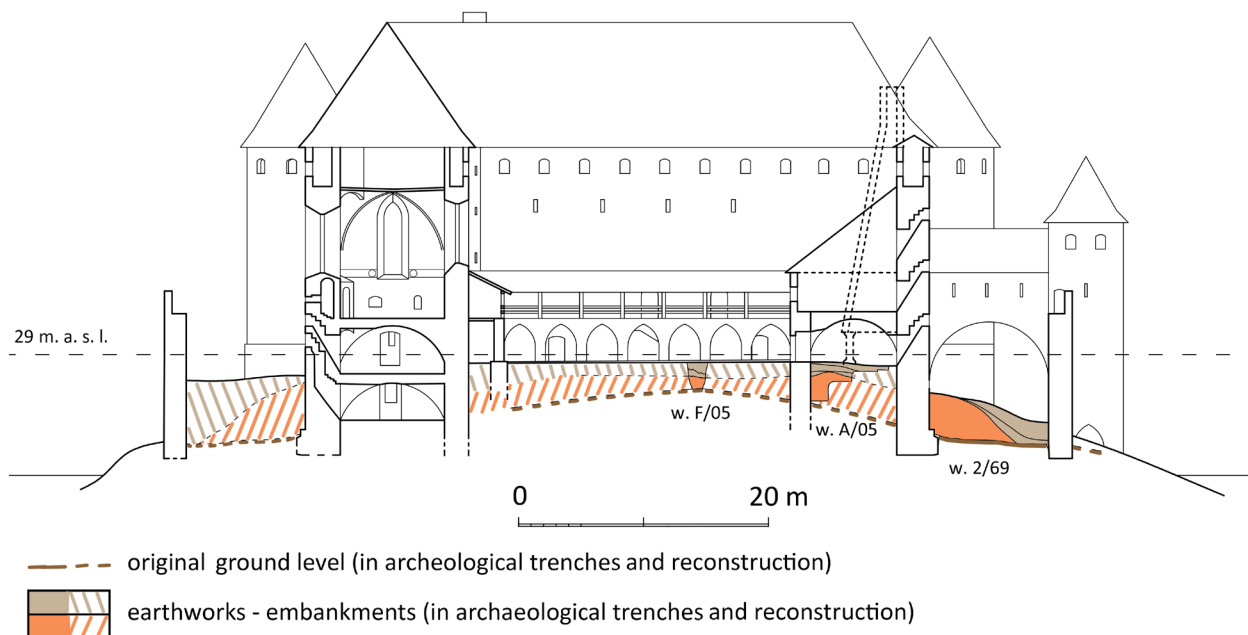 29 m. a. s. l.
w. F/05
w. A/05
w. 2/69
0 20 m
original ground level (in archeological trenches and reconstruction)
earthworks - embankments (in archaeological trenches and reconstruction)